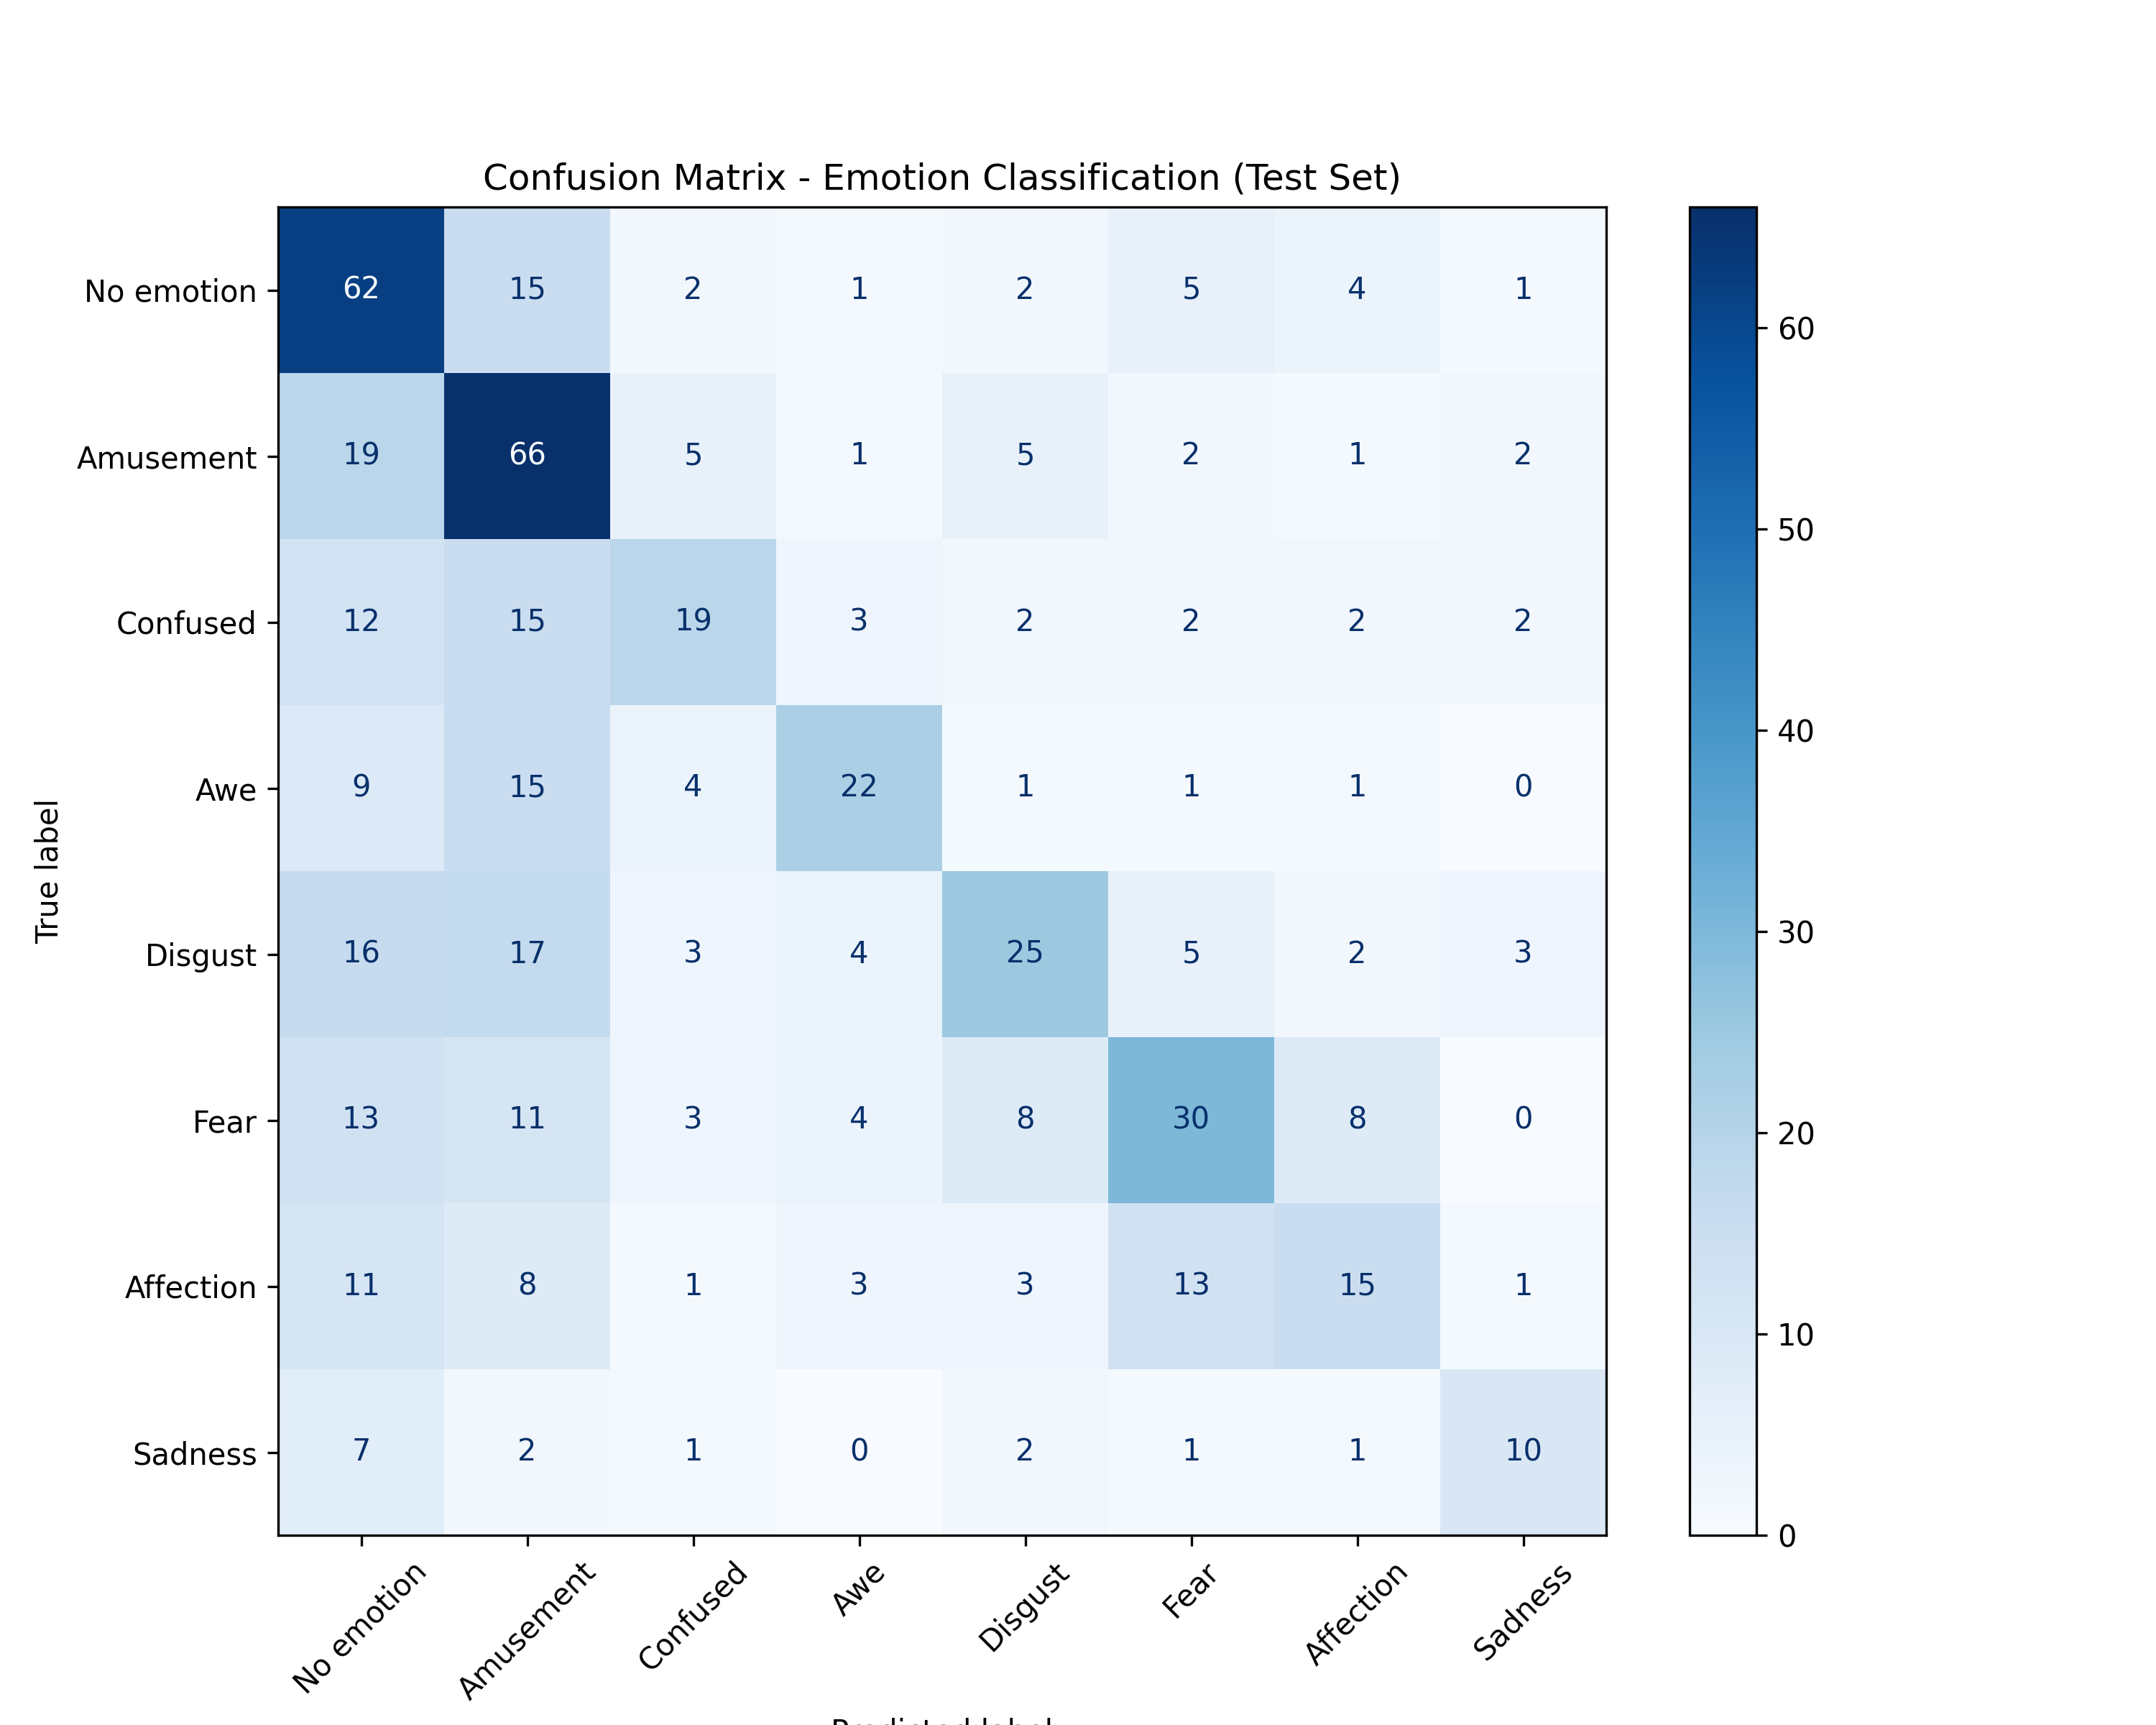 Confusion Matrix - Emotion Classification (Test Set)
True label
No emotion 62 15 2 1 2 5 4 1
Amusement 19 66 5 1 5 2 1 2
Confused 12 15 19 3 2 2 2 2
Awe 9 15 4 22 1 1 1 0
Disgust 16 17 3 4 25 5 2 3
Fear 13 11 3 4 8 30 8 0
Affection 11 8 1 3 3 13 15 1
Sadness 7 2 1 0 2 1 1 10
No emotion Amusement Confused Awe Disgust Fear Affection Sadness
Predicted label
60
50
40
30
20
10
0